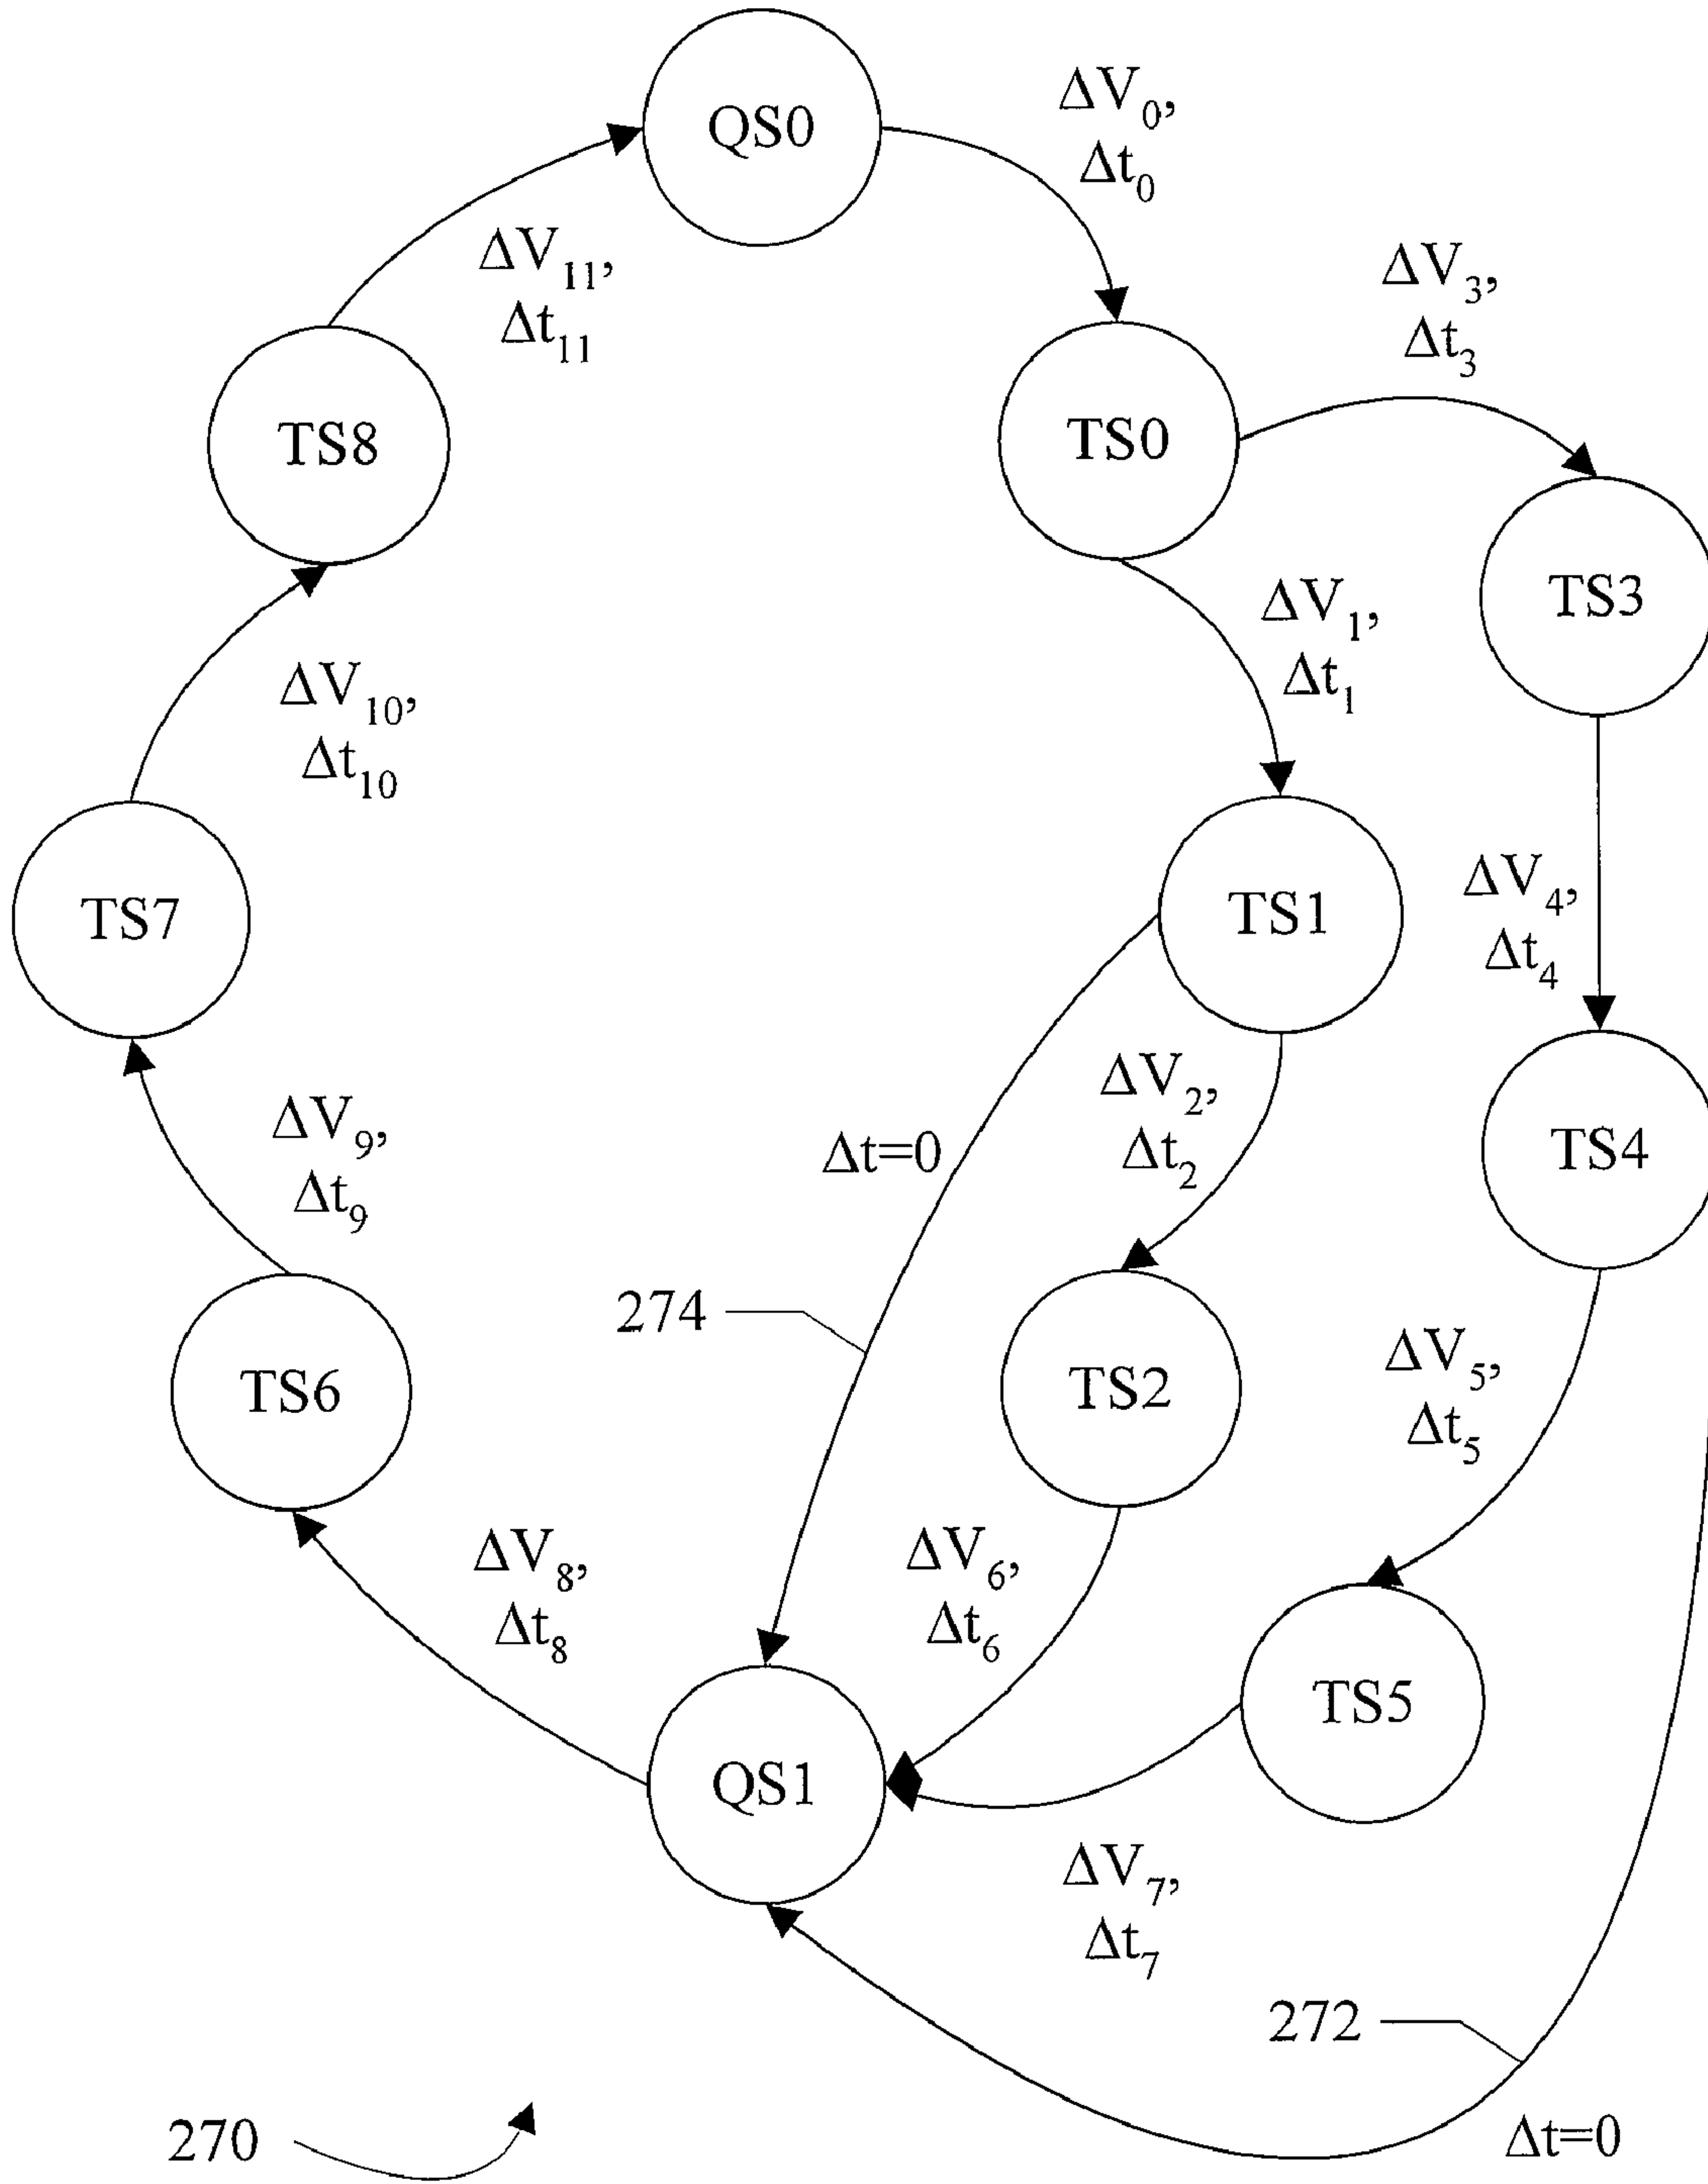 QS0
ΔV₀,
Δt₀
ΔV₁₁,
Δt₁₁
ΔV₃,
Δt₃
TS8
TS0
TS3
ΔV₁,
Δt₁
ΔV₁₀,
Δt₁₀
TS7
TS1
ΔV₄,
Δt₄
ΔV₂,
Δt₂
ΔV₉,
Δt₉
Δt=0
TS4
274
TS6
TS2
ΔV₅,
Δt₅
ΔV₈,
Δt₈
ΔV₆,
Δt₆
TS5
QS1
ΔV₇,
Δt₇
272
270
Δt=0